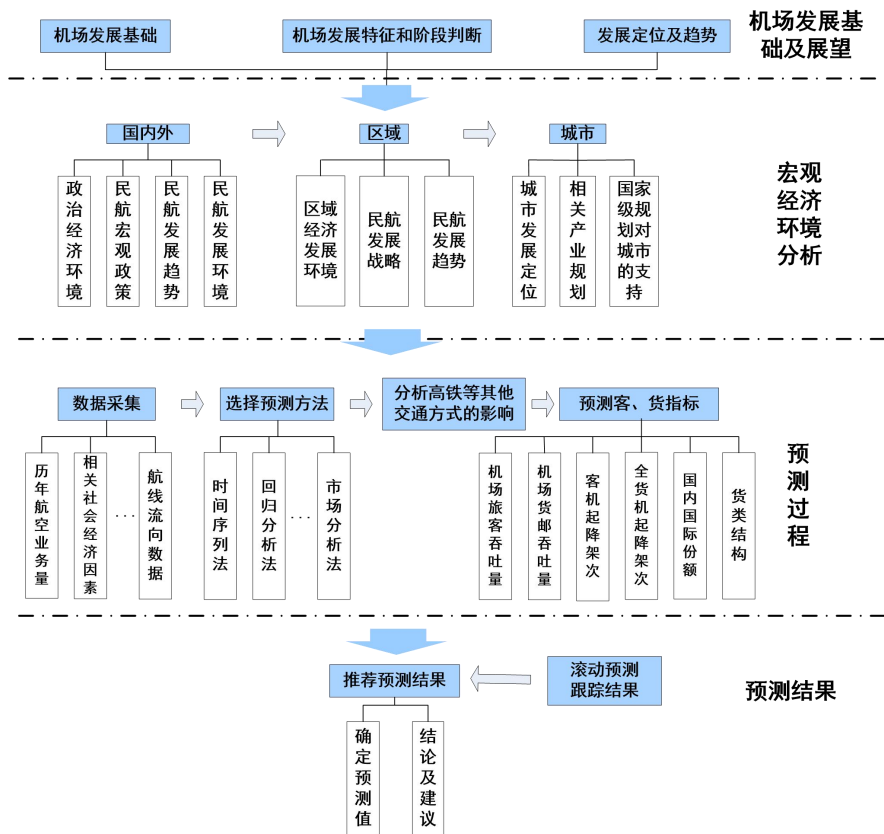 机场发展基础
机场发展特征和阶段判断
发展定位及趋势
机场发展基
础及展望
国内外
区域
城市
政治经济环境
民航宏观政策
民航发展趋势
民航发展环境
区域
经济
发展
环境
民航
发展
战略
民航
发展
趋势
城市发展定位
相关产业规划
国家
级规
划对
城市
的支
持
宏观
经济
环境
分析
数据采集
选择预测方法
分析高铁等其他
交通方式的影响
预测客、货指标
历年航空业务量
相关社会经济因素
...
航线流向数据
时间序列法
回归分析法
...
市场分析法
机场旅客吞吐量
机场货邮吞吐量
客机起降架次
全货机起降架次
国内国际份额
货类结构
预测过程
推荐预测结果
滚动预测
跟踪结果
预测结果
确定预测值
结论及建议